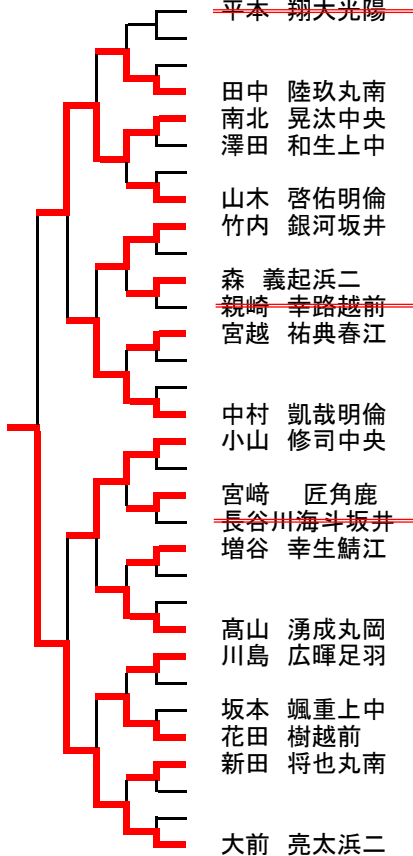 平本 翔大光陽
田中 陸玖丸南
南北 晃汰中央
澤田 和生上中
山木 啓佑明倫
竹内 銀河坂井
森 義起浜二
親崎 幸路越前
宮越 祐典春江
中村 凱哉明倫
小山 修司中央
宮﨑 匠角鹿
長谷川海斗坂井
増谷 幸生鯖江
髙山 湧成丸岡
川島 広暉足羽
坂本 颯重上中
花田 樹越前
新田 将也丸南
大前 亮太浜二